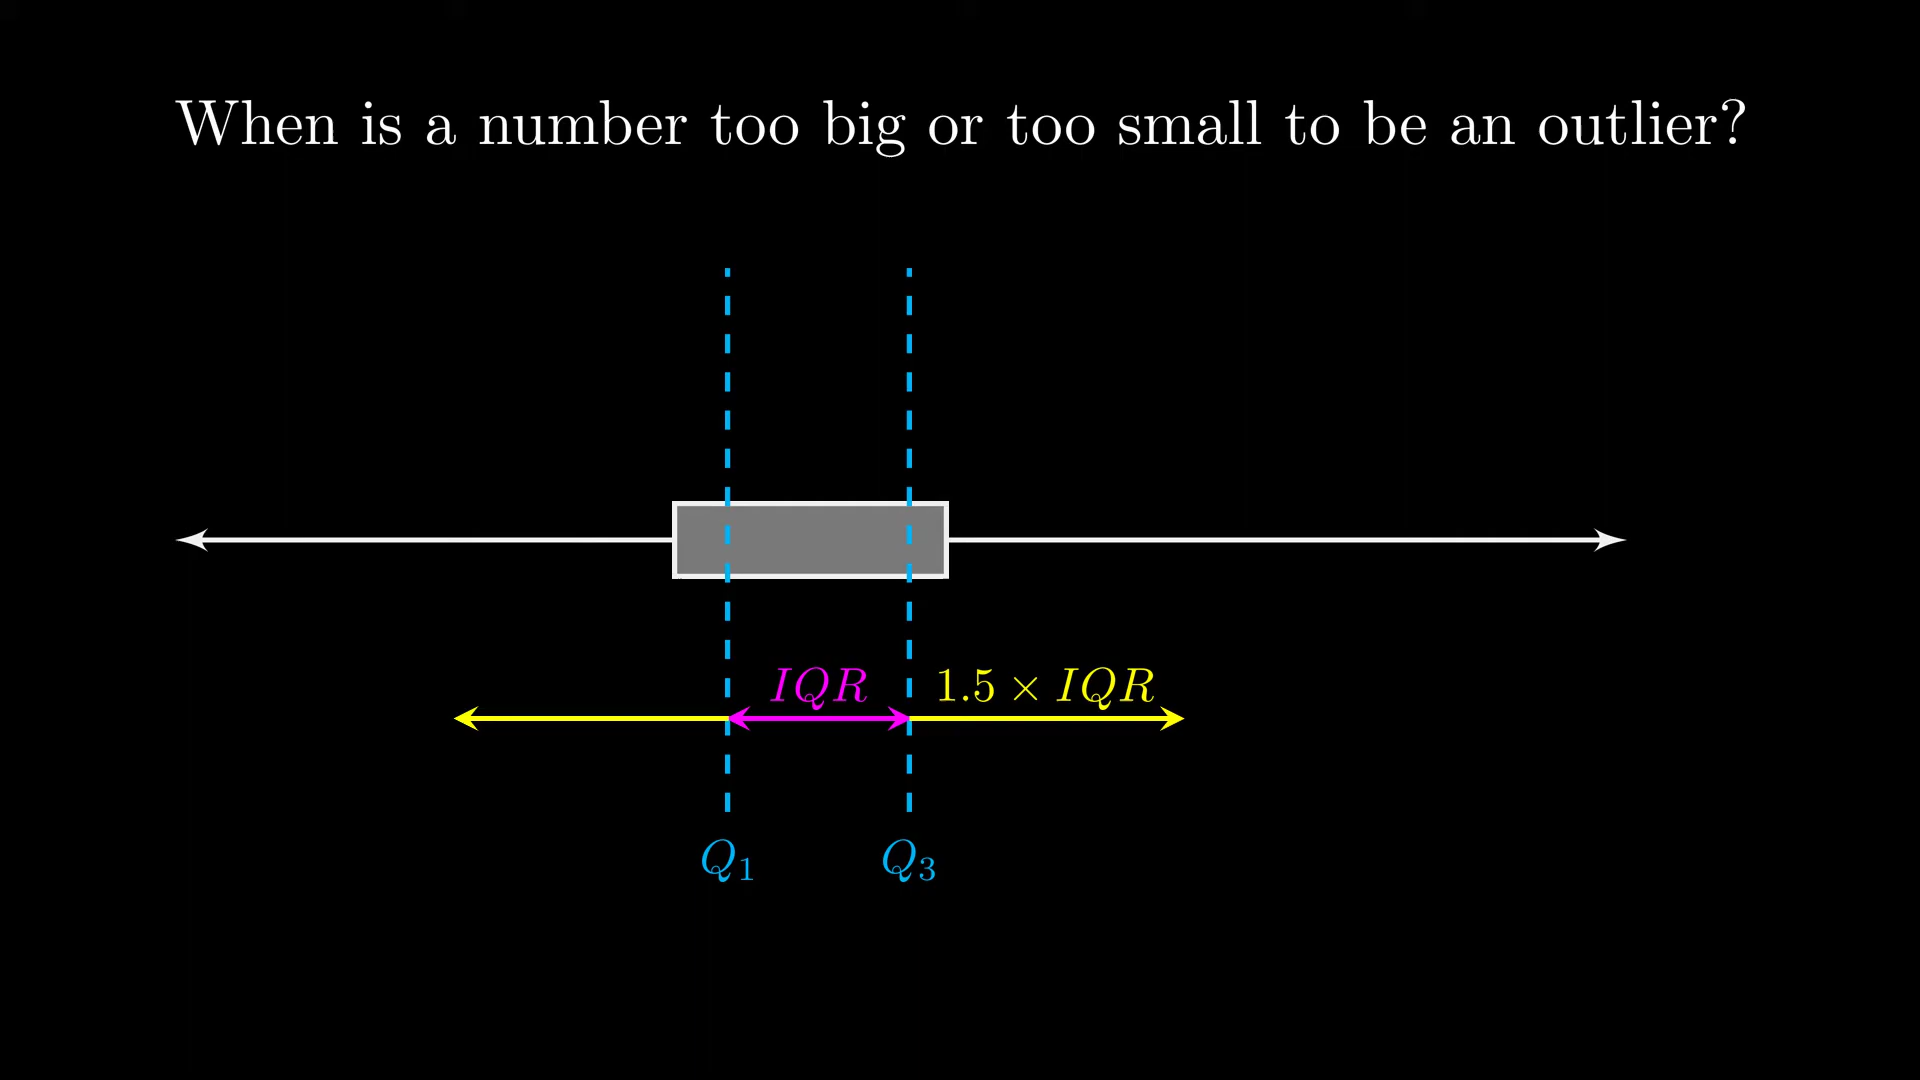 When is a number too big or too small to be an outlier?
IQR
1.5 × IQR
Q₁
Q₃